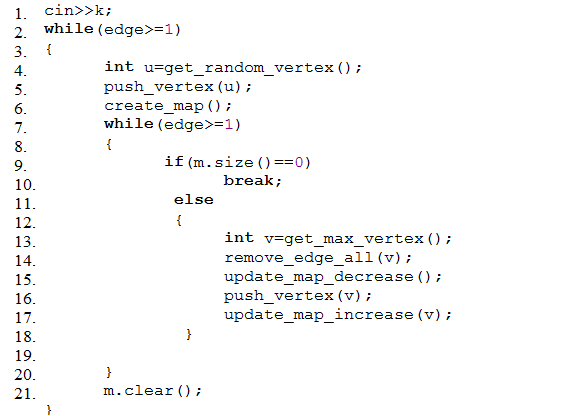 1. cin>>k;
2. while(edge>=1)
3. {
4. int u=get_random_vertex();
5. push_vertex(u);
6. create_map();
7. while(edge>=1)
8. {
9. if(m.size()==0)
10. break;
11. else
12. {
13. int v=get_max_vertex();
14. remove_edge_all(v);
15. update_map_decrease();
16. push_vertex(v);
17. update_map_increase(v);
18. }
19.
20. }
21. m.clear();
}